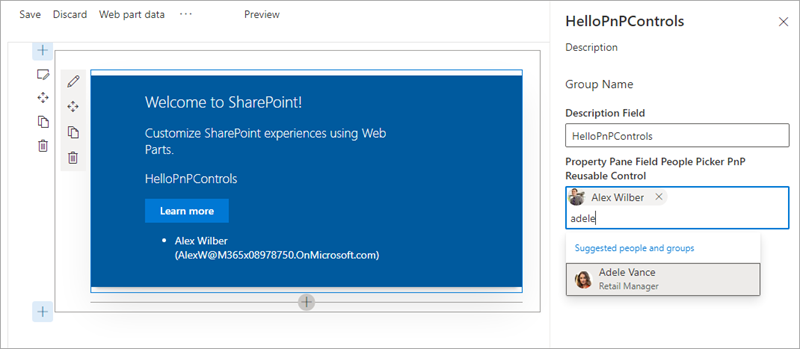 Save Discard Web part data Preview
Welcome to SharePoint!
Customize SharePoint experiences using Web
Parts.
HelloPnPControls
Learn more
Alex Wilber
(AlexW@M365x08978750.OnMicrosoft.com)
HelloPnPControls
Description
Group Name
Description Field
HelloPnPControls
Property Pane Field People Picker PnP
Reusable Control
Alex Wilber
adele
Suggested people and groups
Adele Vance
Retail Manager